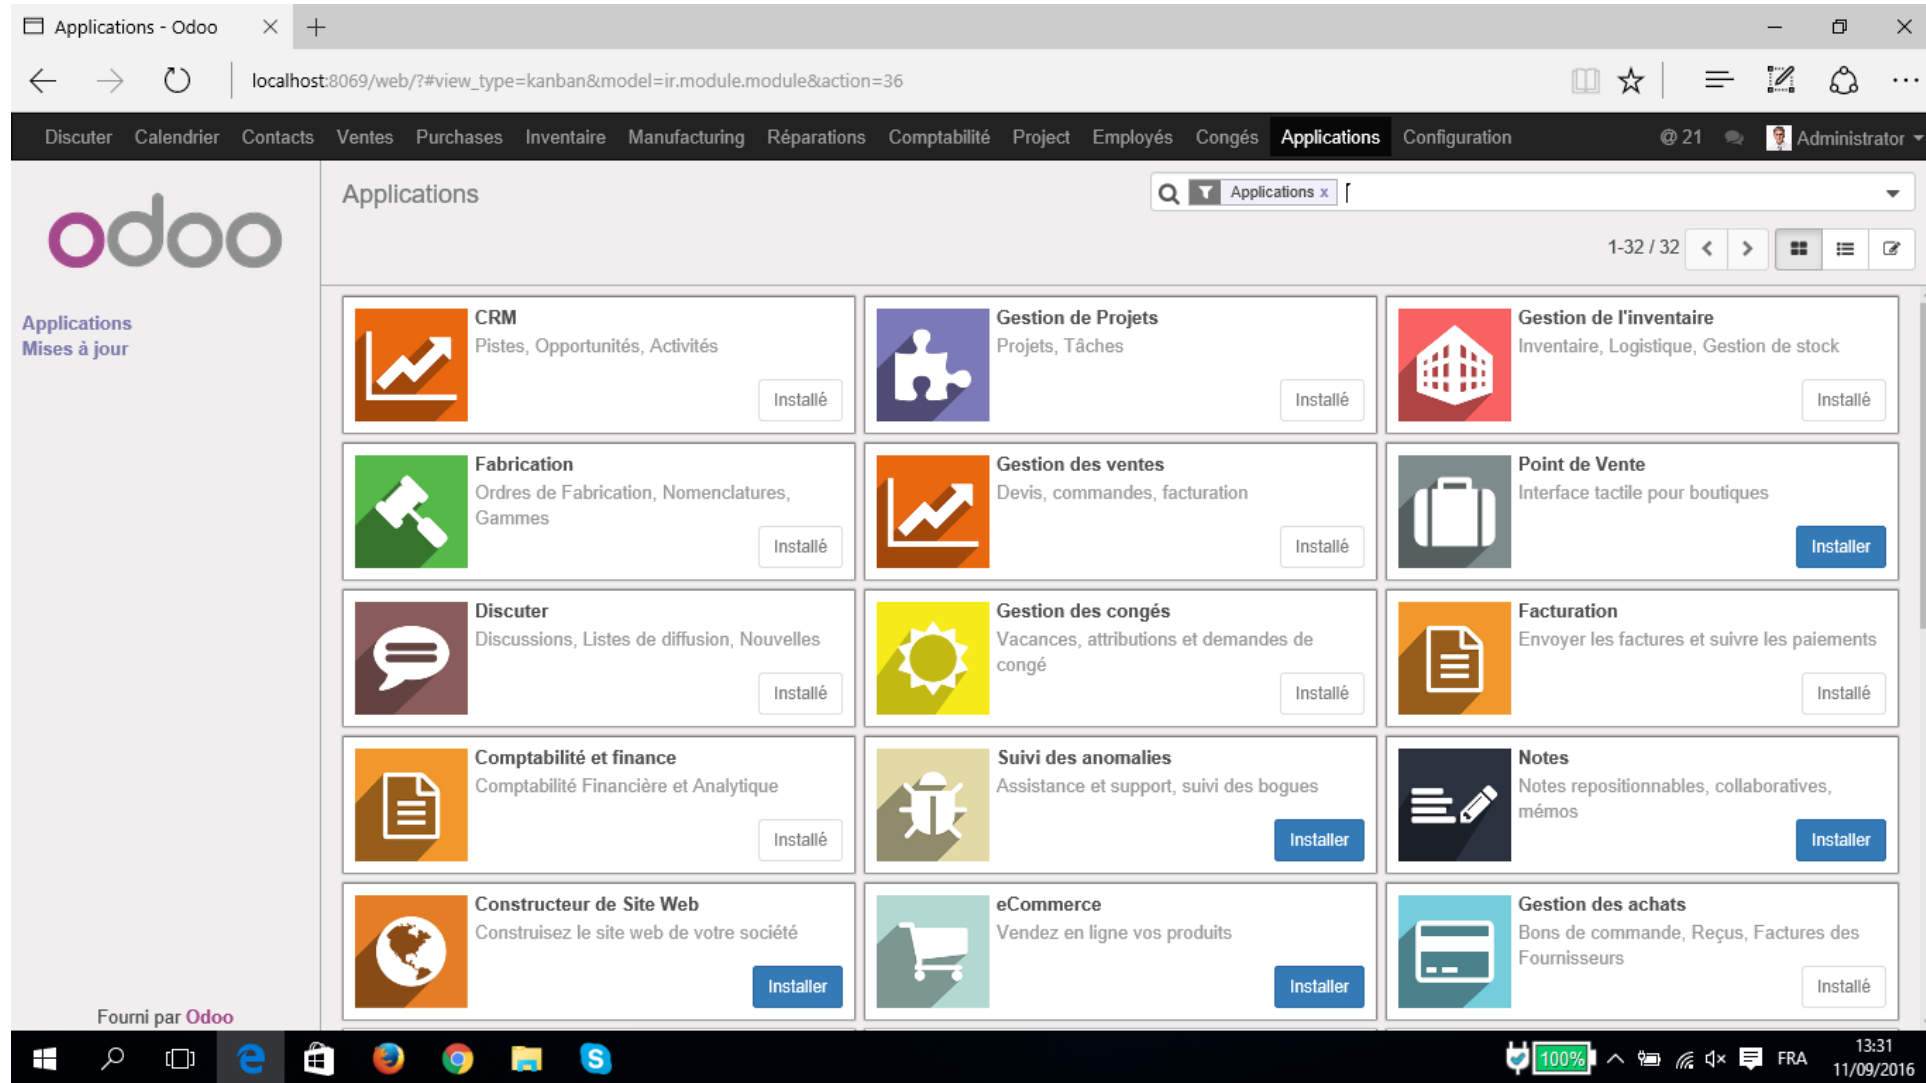 Applications - Odoo
localhost:8069/web/?#view_type=kanban&model=ir.module.module&action=36
Discuter Calendrier Contacts Ventes Purchases Inventaire Manufacturing Réparations Comptabilité Project Employés Congés Applications Configuration @ 21 Administrator
odoo
Applications
Mises à jour
Fourni par Odoo
Applications
Applications x
1-32 / 32
CRM
Pistes, Opportunités, Activités
Installé
Gestion de Projets
Projets, Tâches
Installé
Gestion de l'inventaire
Inventaire, Logistique, Gestion de stock
Installé
Fabrication
Ordres de Fabrication, Nomenclatures,
Gammes
Installé
Gestion des ventes
Devis, commandes, facturation
Installé
Point de Vente
Interface tactile pour boutiques
Installer
Discuter
Discussions, Listes de diffusion, Nouvelles
Installé
Gestion des congés
Vacances, attributions et demandes de
congé
Installé
Facturation
Envoyer les factures et suivre les paiements
Installé
Comptabilité et finance
Comptabilité Financière et Analytique
Installé
Suivi des anomalies
Assistance et support, suivi des bogues
Installer
Notes
Notes repositionnables, collaboratives,
mémos
Installer
Constructeur de Site Web
Construisez le site web de votre société
Installer
eCommerce
Vendez en ligne vos produits
Installer
Gestion des achats
Bons de commande, Reçus, Factures des
Fournisseurs
Installé
100%
FRA
13:31
11/09/2016